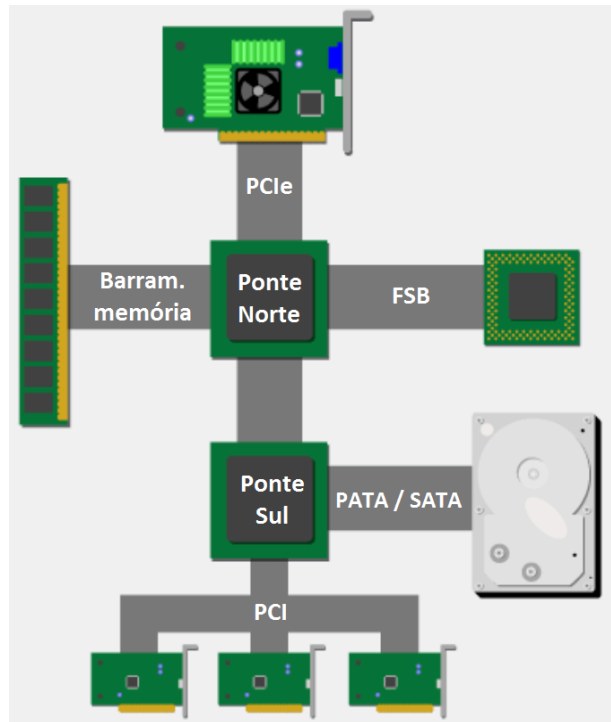 PCIe
Barram.
memória
Ponte
Norte
FSB
Ponte
Sul
PATA / SATA
PCI